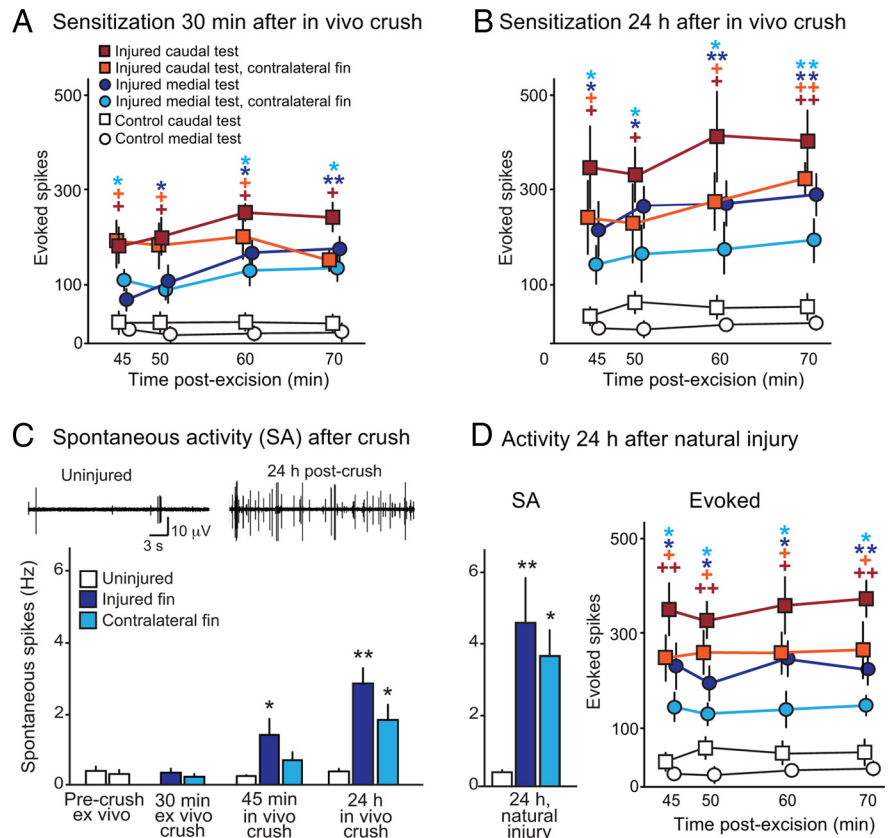 A Sensitization 30 min after in vivo crush
Injured caudal test
Injured caudal test, contralateral fin
Injured medial test
Injured medial test, contralateral fin
Control caudal test
Control medial test
Evoked spikes
500
300
100
* + +
* + +
* * + +
* ** +
45 50 60 70
Time post-excision (min)
B Sensitization 24 h after in vivo crush
Evoked spikes
500
300
100
0
* * + +
* * +
* ** + +
** ** ++ ++
45 50 60 70
Time post-excision (min)
C Spontaneous activity (SA) after crush
Uninjured
24 h post-crush
10 μV
3 s
Spontaneous spikes (Hz)
6
4
2
0
Uninjured
Injured fin
Contralateral fin
*
**
*
Pre-crush
ex vivo
30 min
ex vivo
crush
45 min
in vivo
crush
24 h
in vivo
crush
D Activity 24 h after natural injury
SA
6
4
2
0
**
*
24 h,
natural
injury
Evoked
Evoked spikes
500
300
100
0
* * + ++
* * + ++
* * + +
* ** + ++
45 50 60 70
Time post-excision (min)